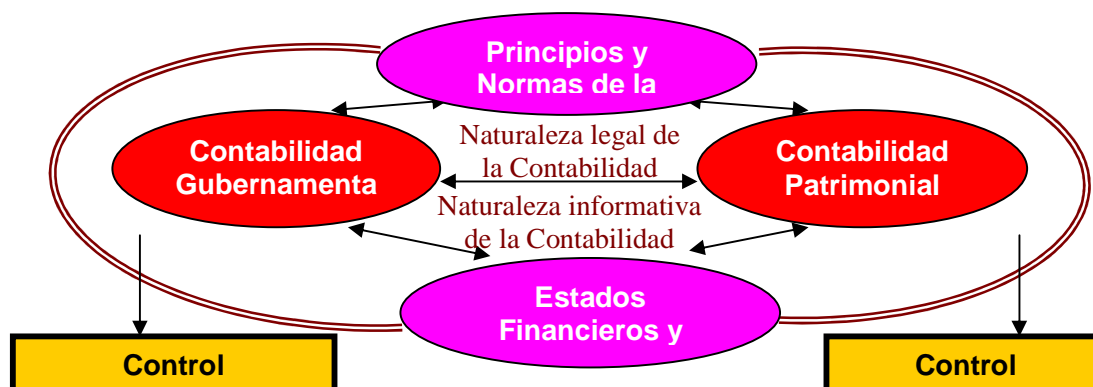 Principios y
Normas de la
Contabilidad
Gubernamenta
Naturaleza legal de
la Contabilidad
Contabilidad
Patrimonial
Naturaleza informativa
de la Contabilidad
Estados
Financieros y
Control
Control